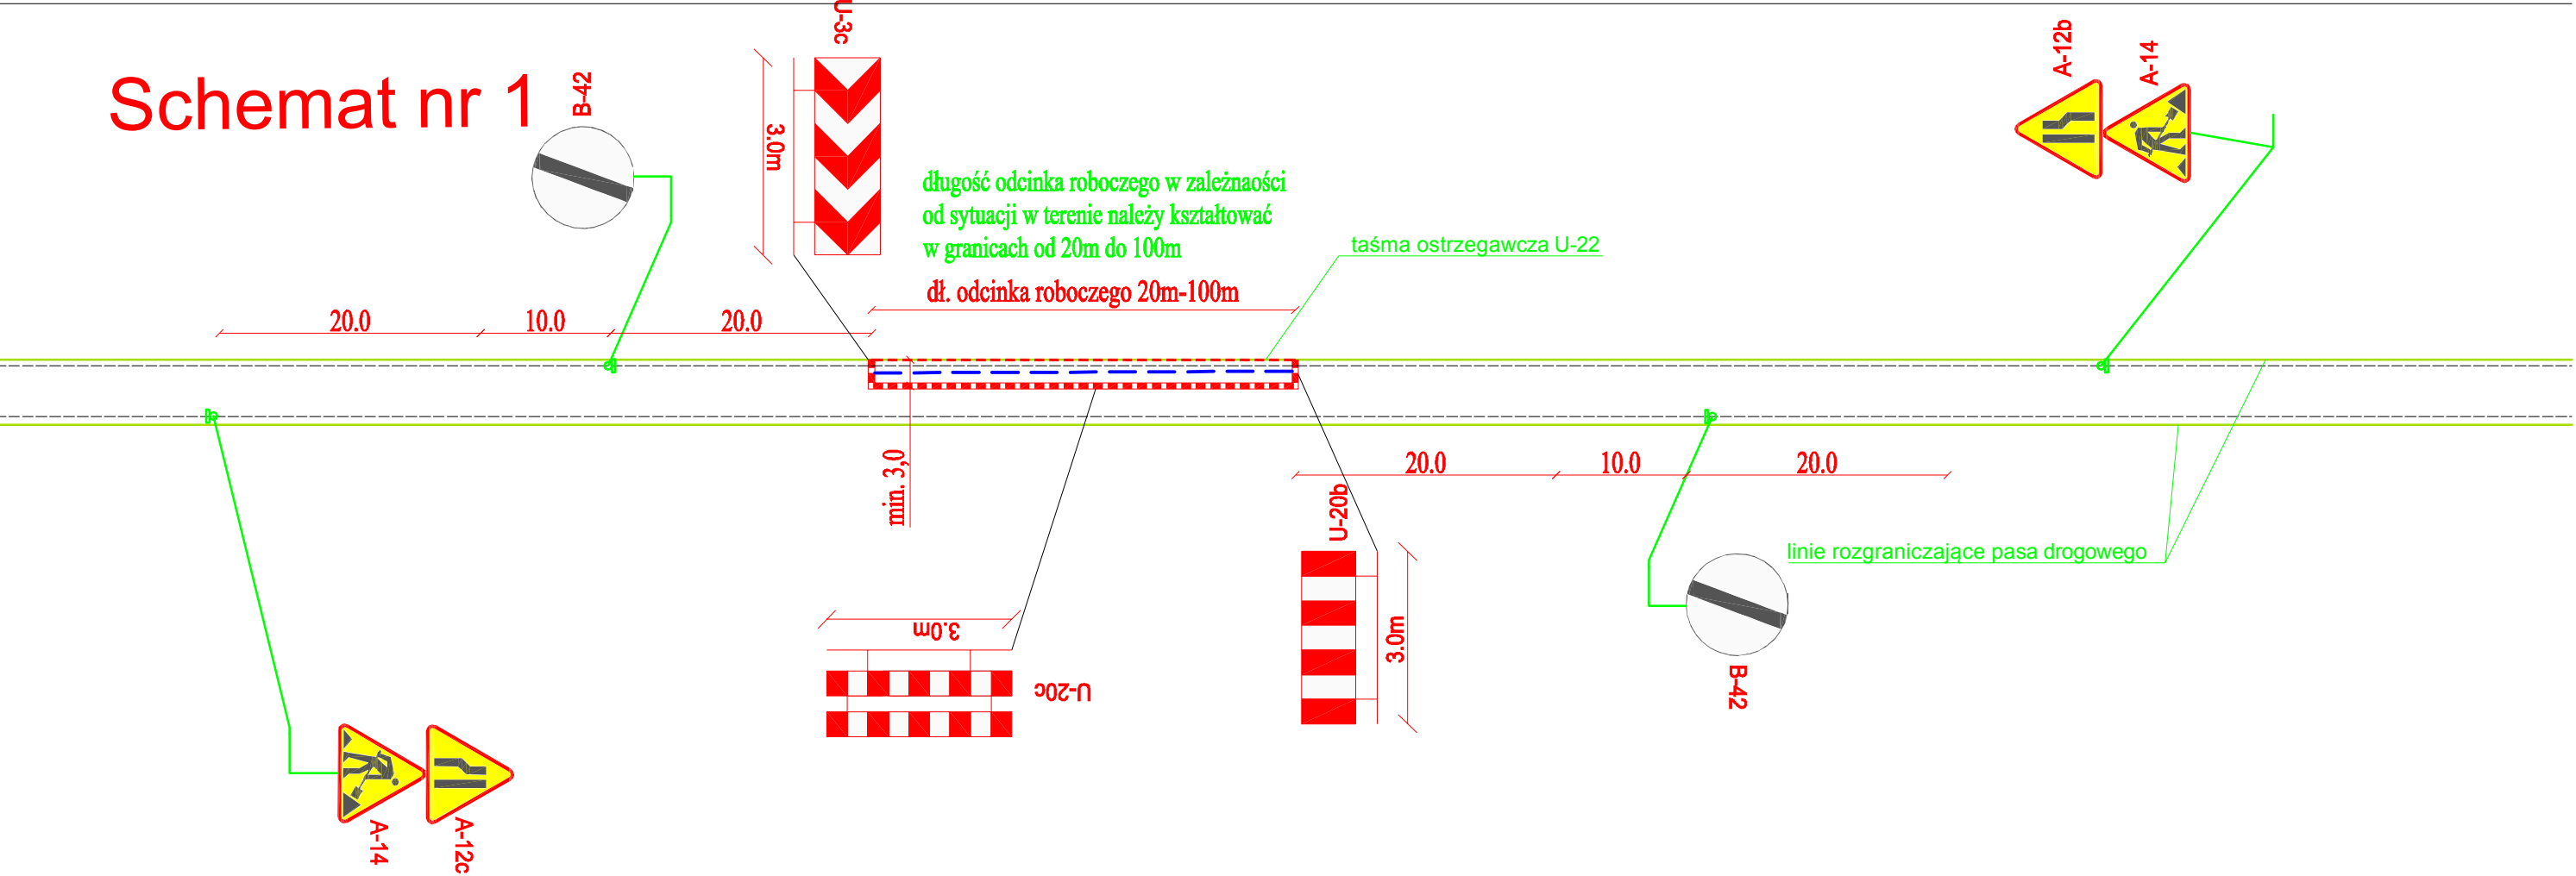 U-3c
Schemat nr 1
B-42
A-12b
A-14
3.0m
długość odcinka roboczego w zależnaości
od sytuacji w terenie należy kształtować
w granicach od 20m do 100m
taśma ostrzegawcza U-22
dł. odcinka roboczego 20m-100m
20.0
10.0
20.0
min. 3,0
20.0
10.0
20.0
U-20b
linie rozgraniczające pasa drogowego
3.0m
3.0m
U-20c
B-42
A-14
A-12c